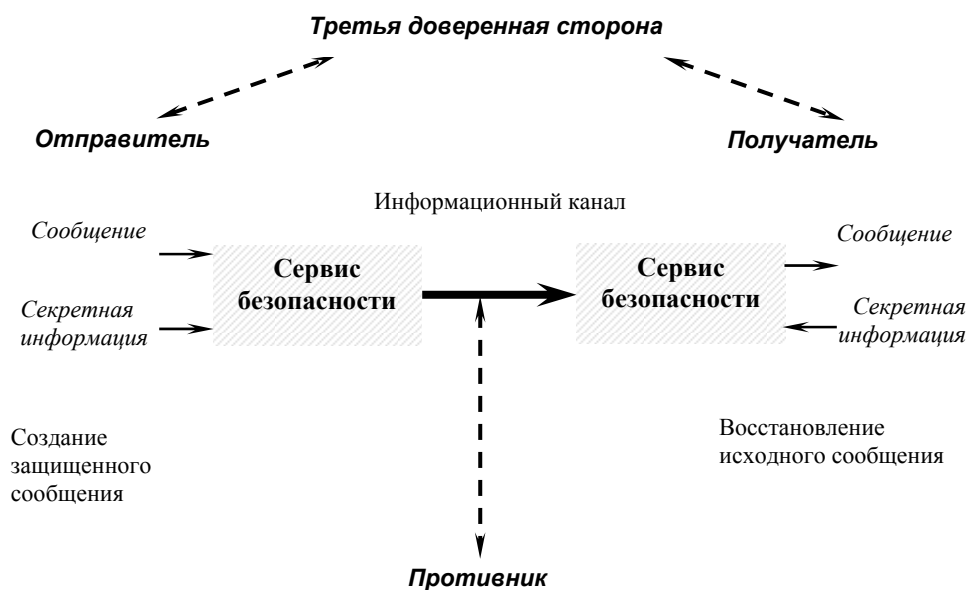 Третья доверенная сторона
Отправитель
Получатель
Информационный канал
Сообщение
Сообщение
Сервис
безопасности
Сервис
безопасности
Секретная
информация
Секретная
информация
Создание
защищенного
сообщения
Восстановление
исходного сообщения
Противник